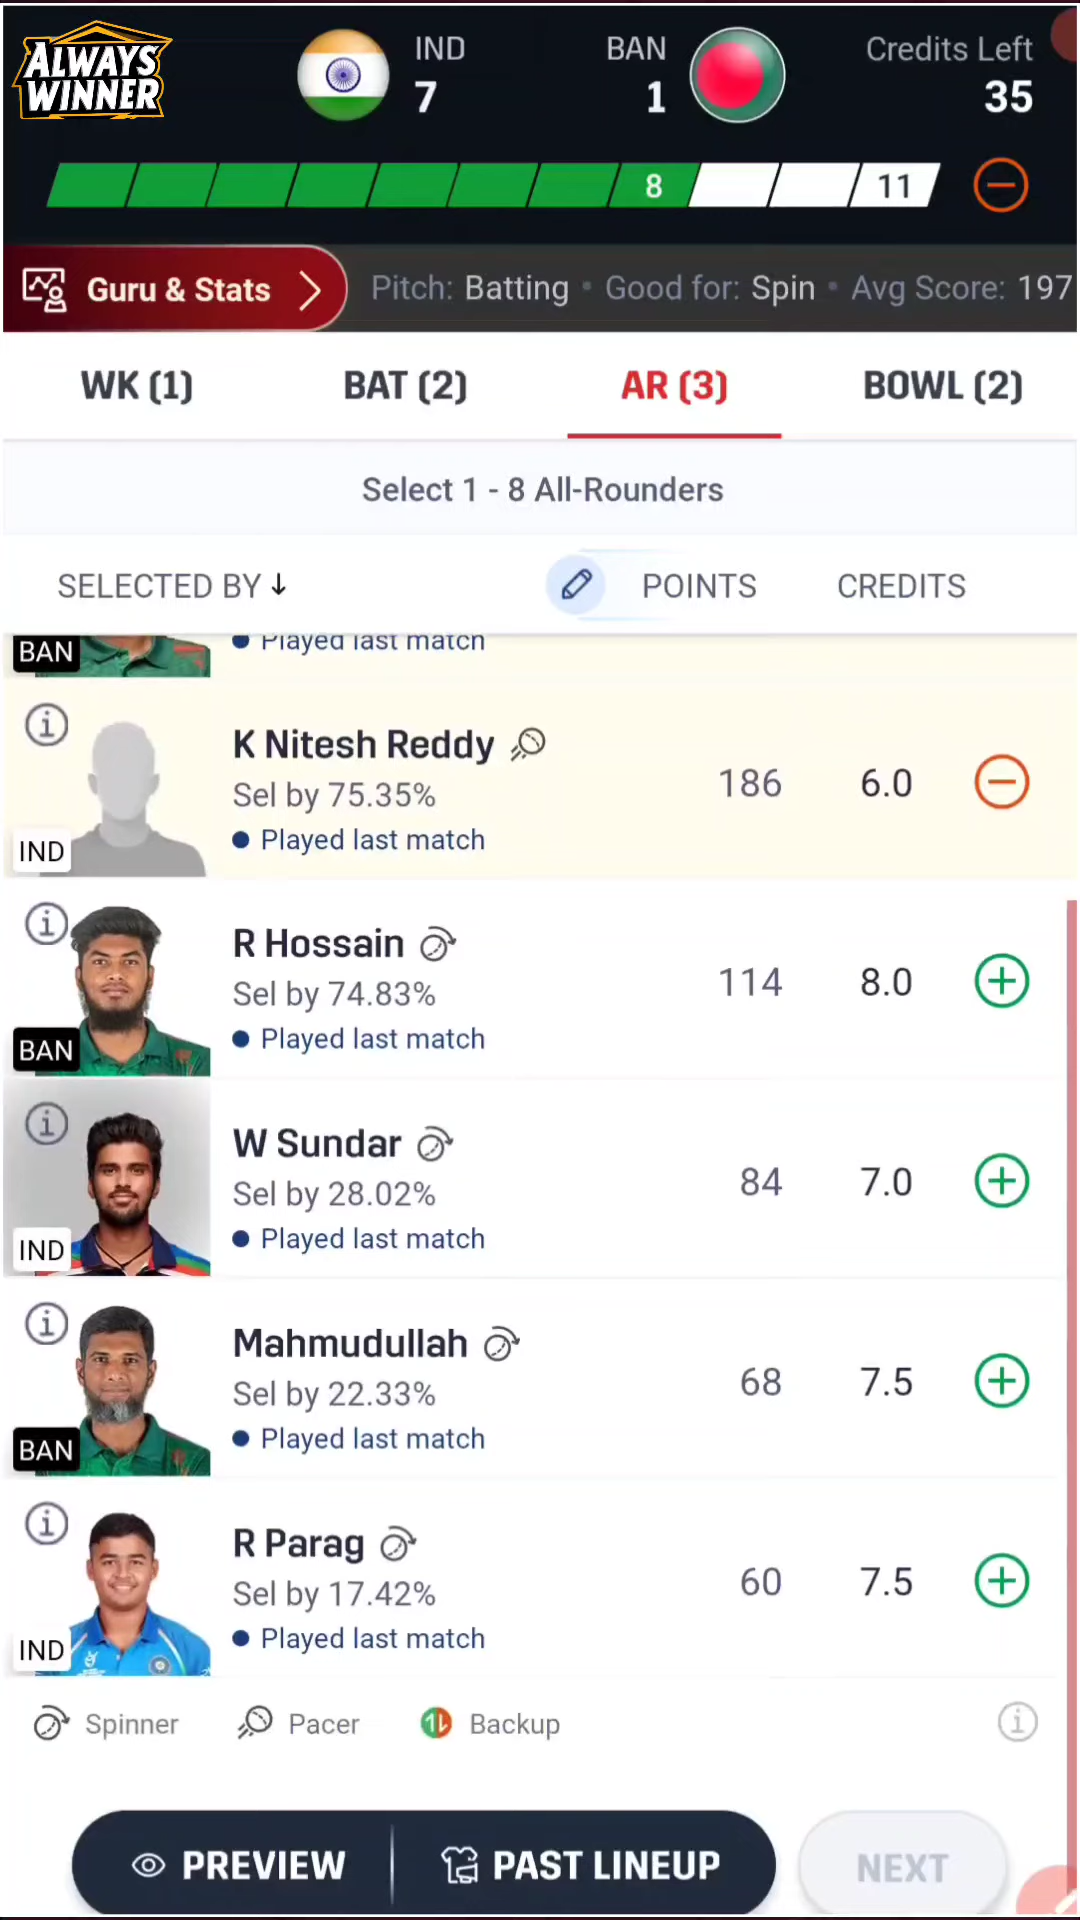 ALWAYS
WINNER
IND
7
BAN
1
Credits Left
35
8
11
Guru & Stats
Pitch: Batting • Good for: Spin • Avg Score: 197
WK (1)
BAT (2)
AR (3)
BOWL (2)
Select 1 - 8 All-Rounders
SELECTED BY ↓
POINTS
CREDITS
BAN
Played last match
K Nitesh Reddy
Sel by 75.35%
Played last match
IND
186
6.0
R Hossain
Sel by 74.83%
Played last match
BAN
114
8.0
W Sundar
Sel by 28.02%
Played last match
IND
84
7.0
Mahmudullah
Sel by 22.33%
Played last match
BAN
68
7.5
R Parag
Sel by 17.42%
Played last match
IND
60
7.5
Spinner
Pacer
Backup
PREVIEW
PAST LINEUP
NEXT